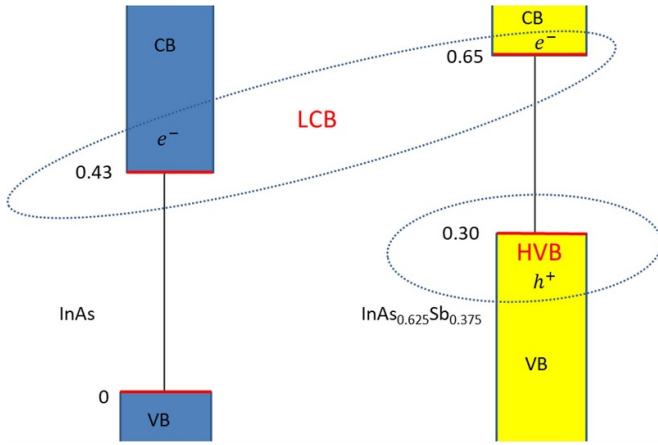 CB
CB
e⁻
0.65
LCB
e⁻
0.43
0.30
HVB
h⁺
InAs
InAs₀.₆₂₅Sb₀.₃₇₅
VB
0
VB